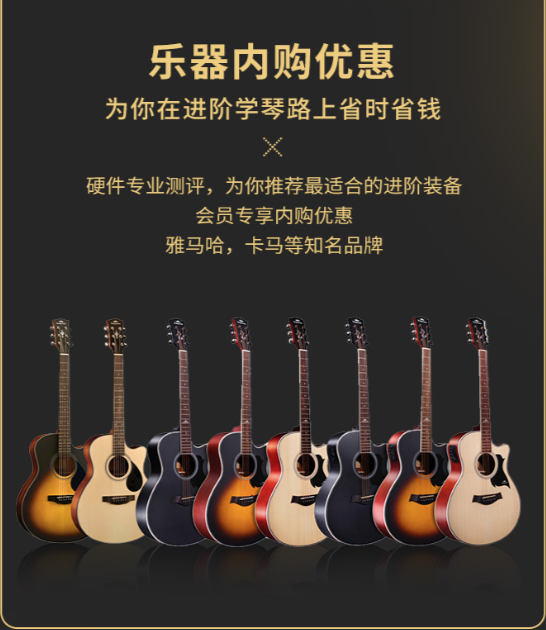 乐器内购优惠
为你在进阶学琴路上省时省钱
硬件专业测评，为你推荐最适合的进阶装备
会员专享内购优惠
雅马哈，卡马等知名品牌